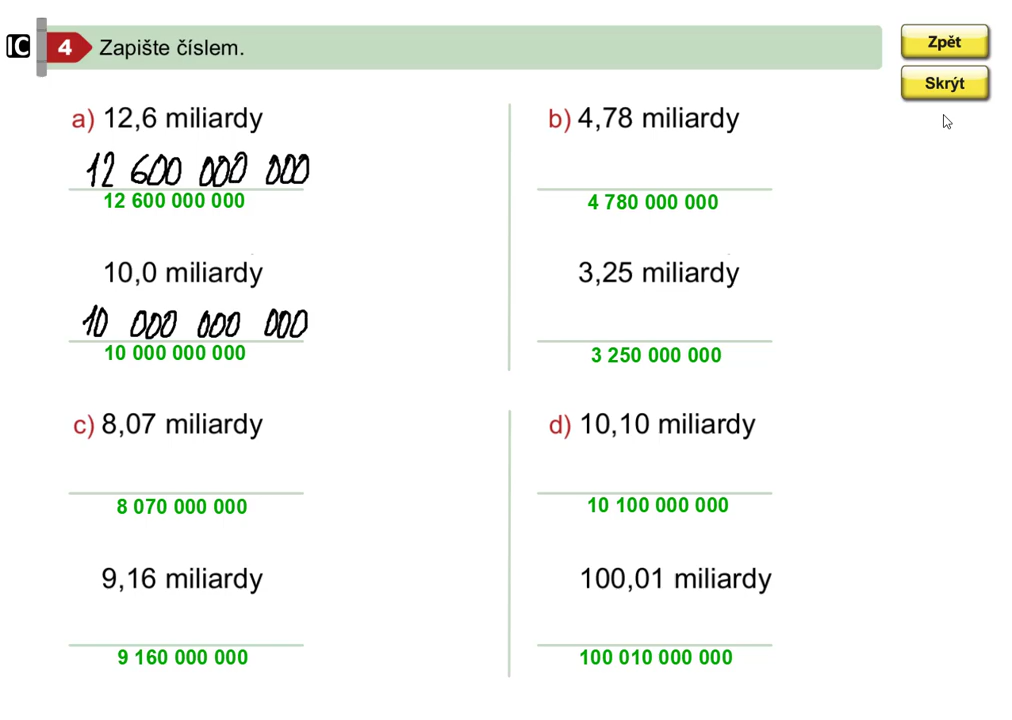 IC 4 Zapište číslem.
Zpět
Skrýt
a) 12,6 miliardy
12 600 000 000
12 600 000 000
10,0 miliardy
10 000 000 000
10 000 000 000
b) 4,78 miliardy
4 780 000 000
3,25 miliardy
3 250 000 000
c) 8,07 miliardy
8 070 000 000
9,16 miliardy
9 160 000 000
d) 10,10 miliardy
10 100 000 000
100,01 miliardy
100 010 000 000